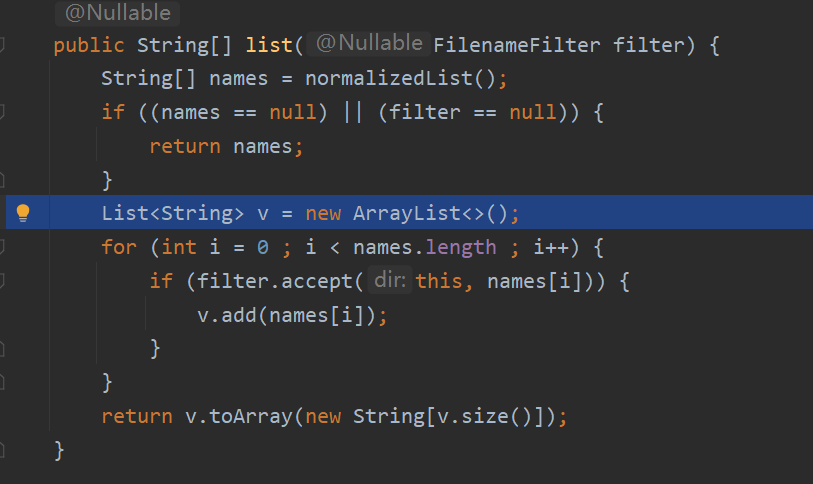 @Nullable
public String[] list( @Nullable FilenameFilter filter) {
String[] names = normalizedList();
if ((names == null) || (filter == null)) {
return names;
}
List<String> v = new ArrayList<>();
for (int i = 0 ; i < names.length ; i++) {
if (filter.accept( dir: this, names[i])) {
v.add(names[i]);
}
}
return v.toArray(new String[v.size()]);
}